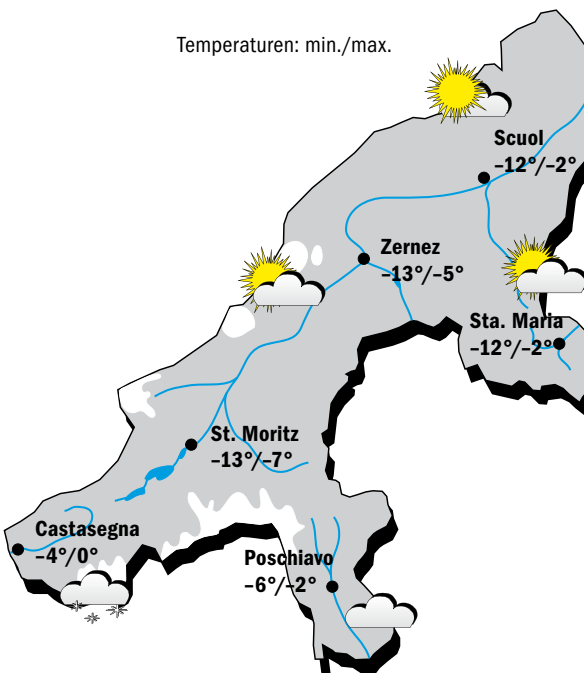 Temperaturen: min./max.
Scuol
–12°/–2°
Zernez
–13°/–5°
Sta. Maria
–12°/–2°
St. Moritz
–13°/–7°
Castasegna
–4°/0°
Poschiavo
–6°/–2°